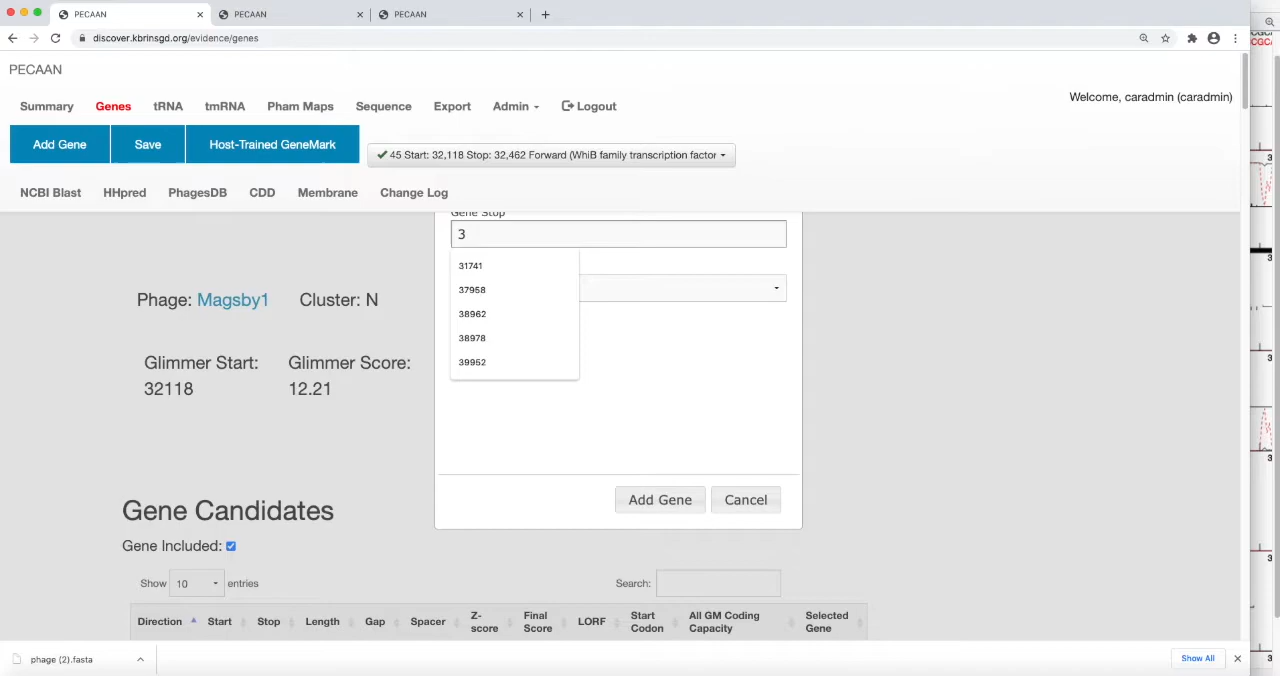 PECAAN
PECAAN
PECAAN
discover.kbrinsgd.org/evidence/genes
PECAAN
Summary Genes tRNA tmRNA Pham Maps Sequence Export Admin Logout
Welcome, caradmin (caradmin)
Add Gene Save Host-Trained GeneMark
45 Start: 32,118 Stop: 32,462 Forward (WhiB family transcription factor
NCBI Blast HHpred PhagesDB CDD Membrane Change Log
Gene Stop
3
31741
37958
38962
38978
39952
Phage: Magsby1 Cluster: N
Glimmer Start: Glimmer Score:
32118 12.21
Add Gene Cancel
Gene Candidates
Gene Included:
Show 10 entries Search:
Direction Start Stop Length Gap Spacer Z-score Final Score LORF Start Codon All GM Coding Capacity Selected Gene
phage (2).fasta
Show All